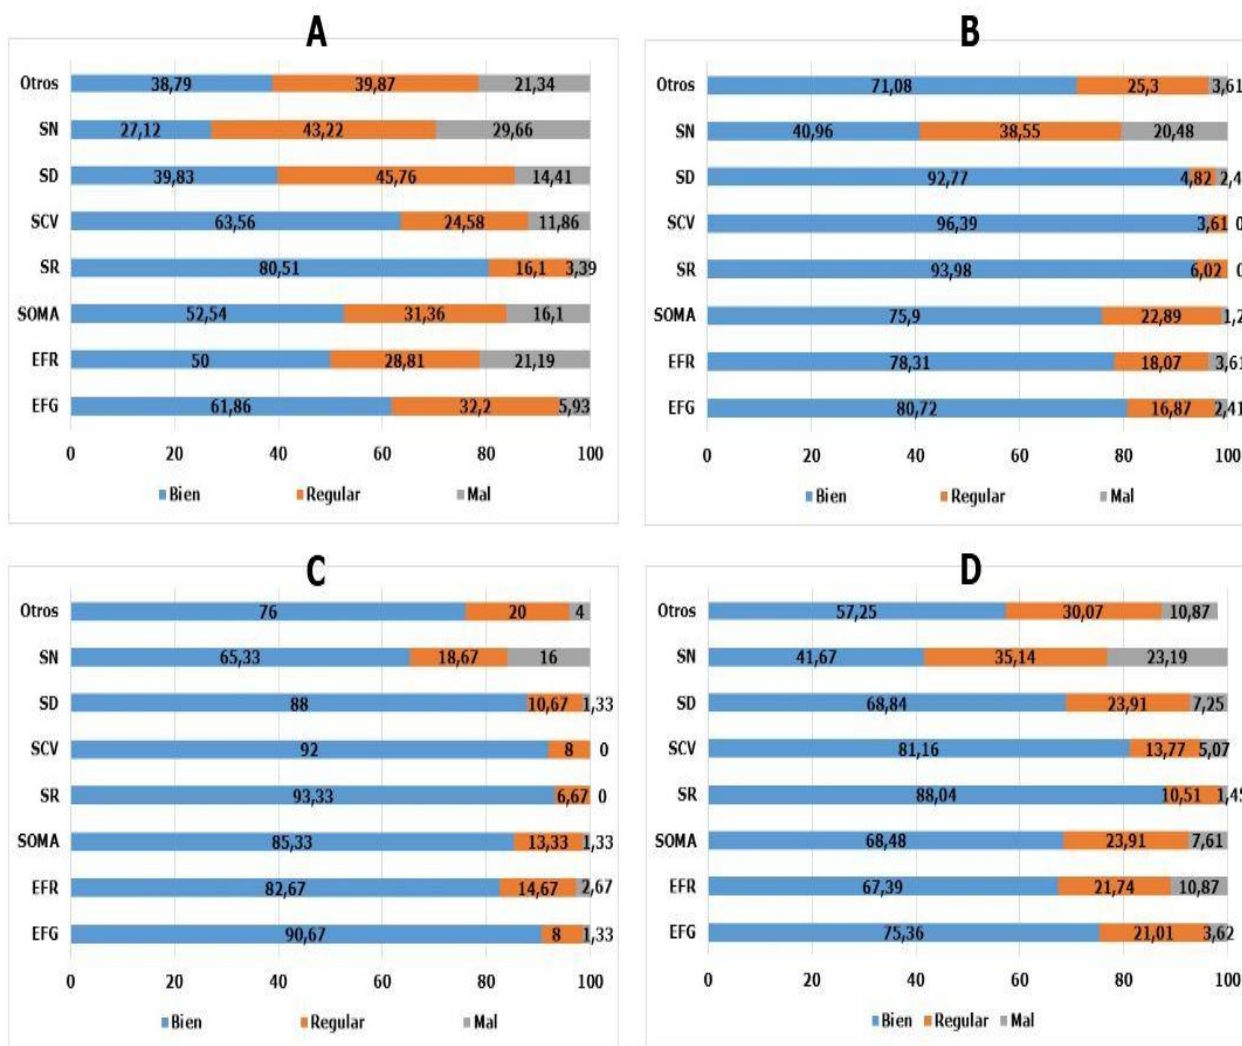 A
Otros 38,79 39,87 21,34
SN 27,12 43,22 29,66
SD 39,83 45,76 14,41
SCV 63,56 24,58 11,86
SR 80,51 16,1 3,39
SOMA 52,54 31,36 16,1
EFR 50 28,81 21,19
EFG 61,86 32,2 5,93
0 20 40 60 80 100
Bien Regular Mal
B
Otros 71,08 25,3 3,61
SN 40,96 38,55 20,48
SD 92,77 4,82 2,4
SCV 96,39 3,61 0
SR 93,98 6,02 0
SOMA 75,9 22,89 1,2
EFR 78,31 18,07 3,61
EFG 80,72 16,87 2,41
0 20 40 60 80 100
Bien Regular Mal
C
Otros 76 20 4
SN 65,33 18,67 16
SD 88 10,67 1,33
SCV 92 8 0
SR 93,33 6,67 0
SOMA 85,33 13,33 1,33
EFR 82,67 14,67 2,67
EFG 90,67 8 1,33
0 20 40 60 80 100
Bien Regular Mal
D
Otros 57,25 30,07 10,87
SN 41,67 35,14 23,19
SD 68,84 23,91 7,25
SCV 81,16 13,77 5,07
SR 88,04 10,51 1,45
SOMA 68,48 23,91 7,61
EFR 67,39 21,74 10,87
EFG 75,36 21,01 3,62
0 20 40 60 80 100
Bien Regular Mal